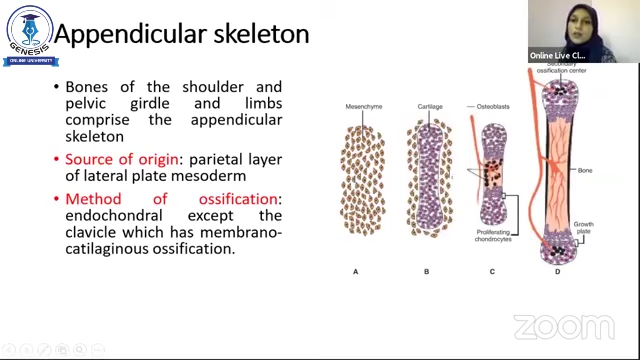 GENESIS
ONLINE UNIVERSITY
Appendicular skeleton
Online Live Cl...
• Bones of the shoulder and
pelvic girdle and limbs
comprise the appendicular
skeleton
• Source of origin: parietal layer
of lateral plate mesoderm
• Method of ossification:
endochondral except the
clavicle which has membrano-
catilaginous ossification.
Mesenchyme
Cartilage
Osteoblasts
Secondary
ossification center
Bone
Growth
plate
Proliferating
chondrocytes
A
B
C
D
zoom